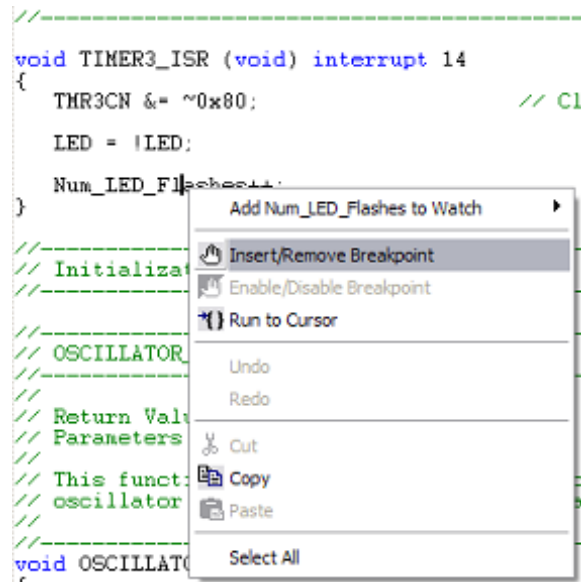 //--------------------------------------------
void TIMER3_ISR (void) interrupt 14
{
TMR3CN &= ~0x80; // Cl
LED = !LED;
Num_LED_Flashes++;
}
//--------------------------------------------
// Initializat
//--------------------------------------------
//--------------------------------------------
// OSCILLATOR_
//--------------------------------------------
//
// Return Valu
// Parameters
//
// This funct
// oscillator
//
//--------------------------------------------
void OSCILLATO
{
Add Num_LED_Flashes to Watch
Insert/Remove Breakpoint
Enable/Disable Breakpoint
Run to Cursor
Undo
Redo
Cut
Copy
Paste
Select All